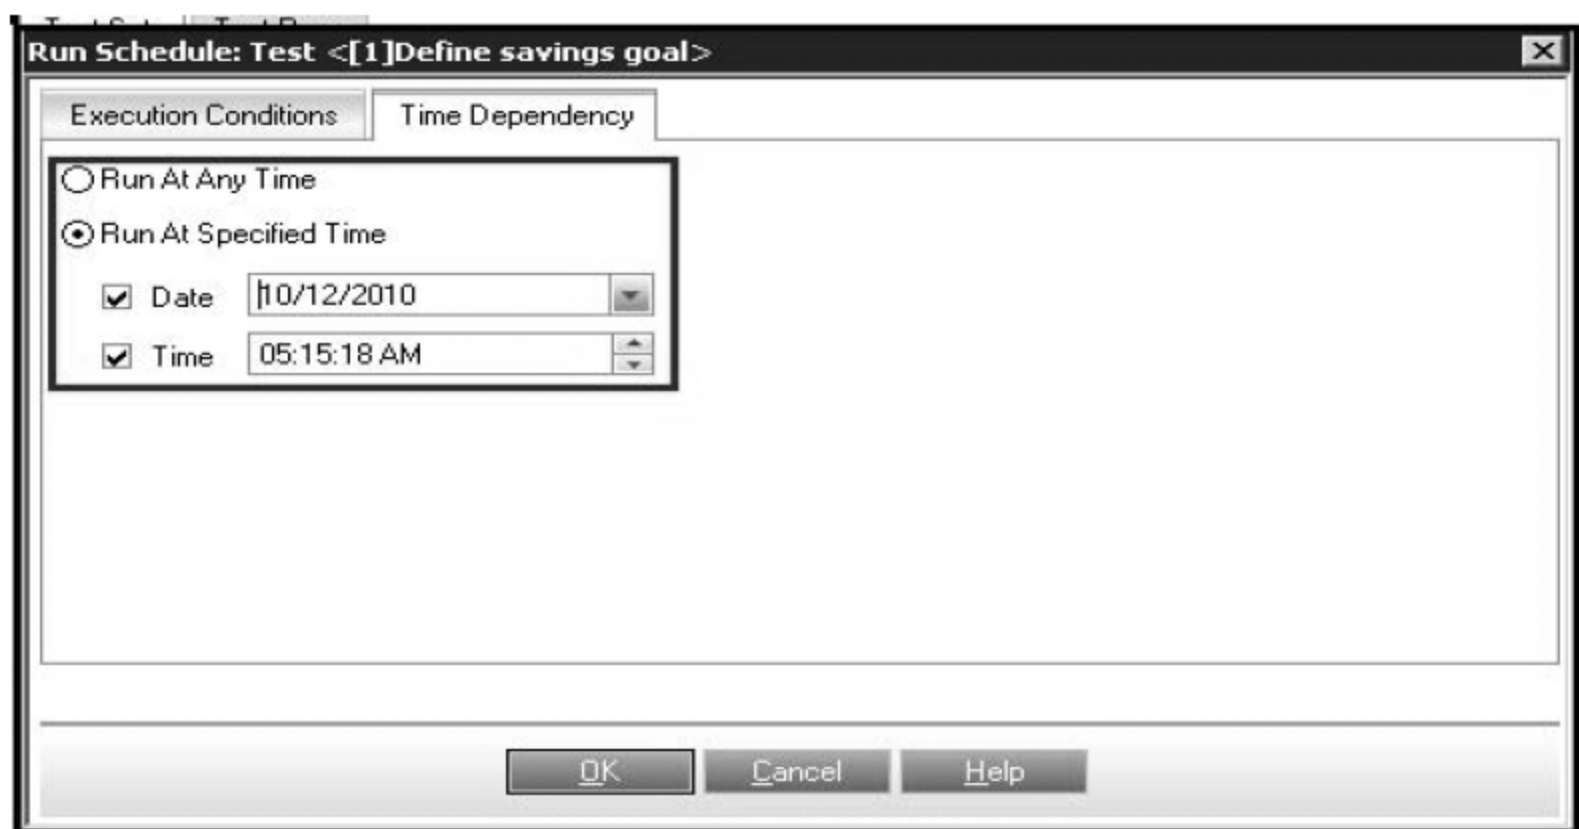 Run Schedule: Test <[1]Define savings goal>
Execution Conditions Time Dependency
Run At Any Time
Run At Specified Time
Date 10/12/2010
Time 05:15:18 AM
OK Cancel Help